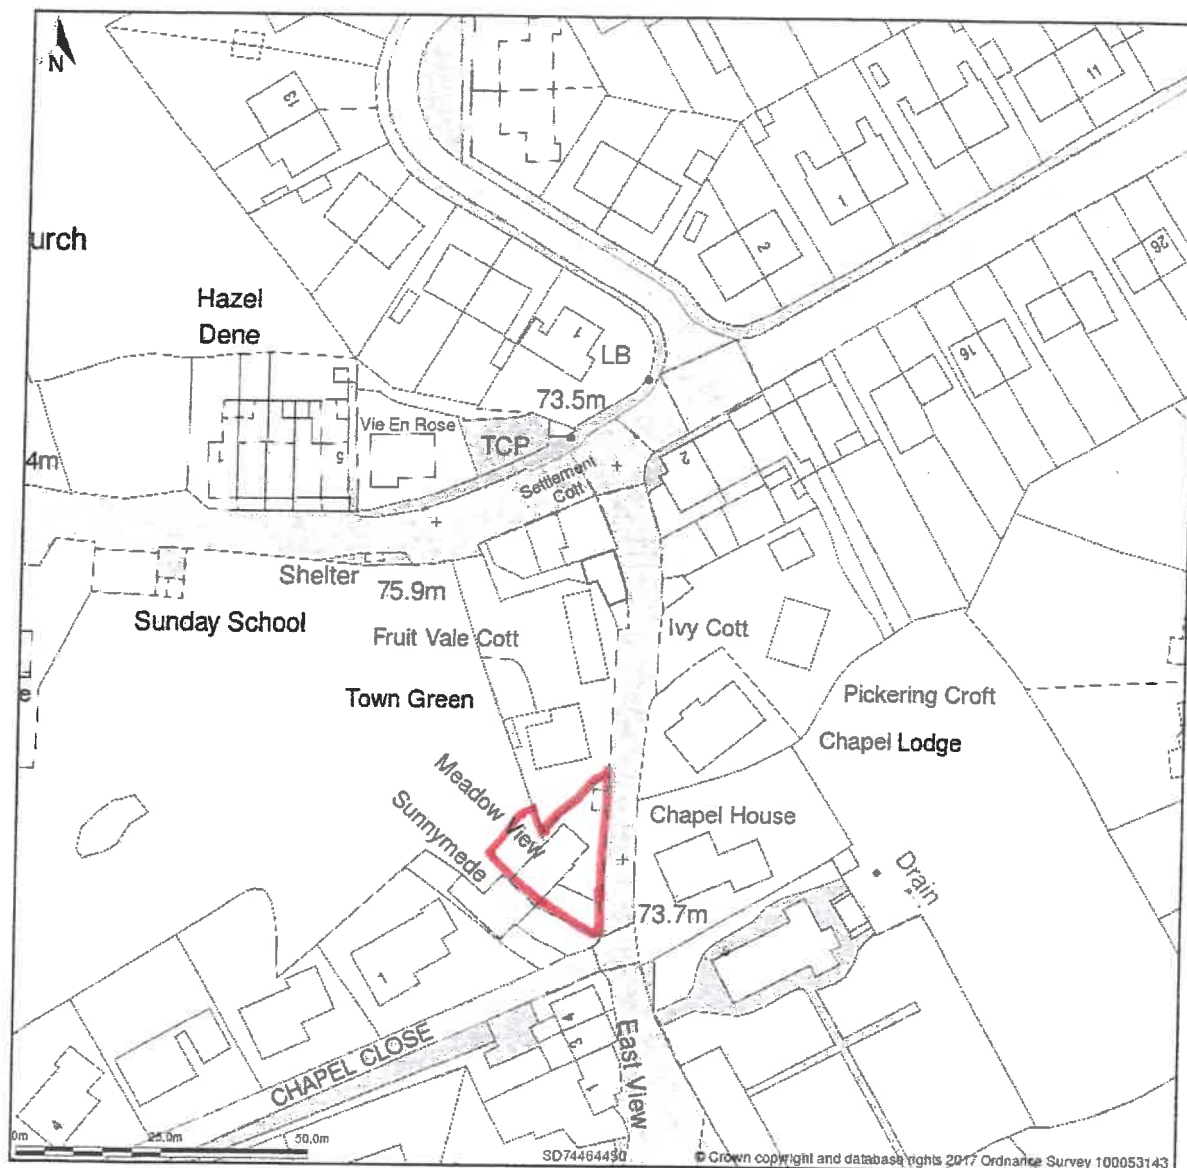 N
13
11
1
2
urch
26
Hazel
Dene
1
LB
16
73.5m
Vie En Rose
TCP
4m
1
5
Settlement
Cott
2
Shelter
75.9m
Sunday School
Fruit Vale Cott
Ivy Cott
e
Town Green
Pickering Croft
Chapel Lodge
Meadow View
Sunnymede
Chapel House
Drain
73.7m
1
CHAPEL CLOSE
4
3
1
East View
4
0m
25.0m
50.0m
© Crown copyright and database rights 2017 Ordnance Survey 100053143